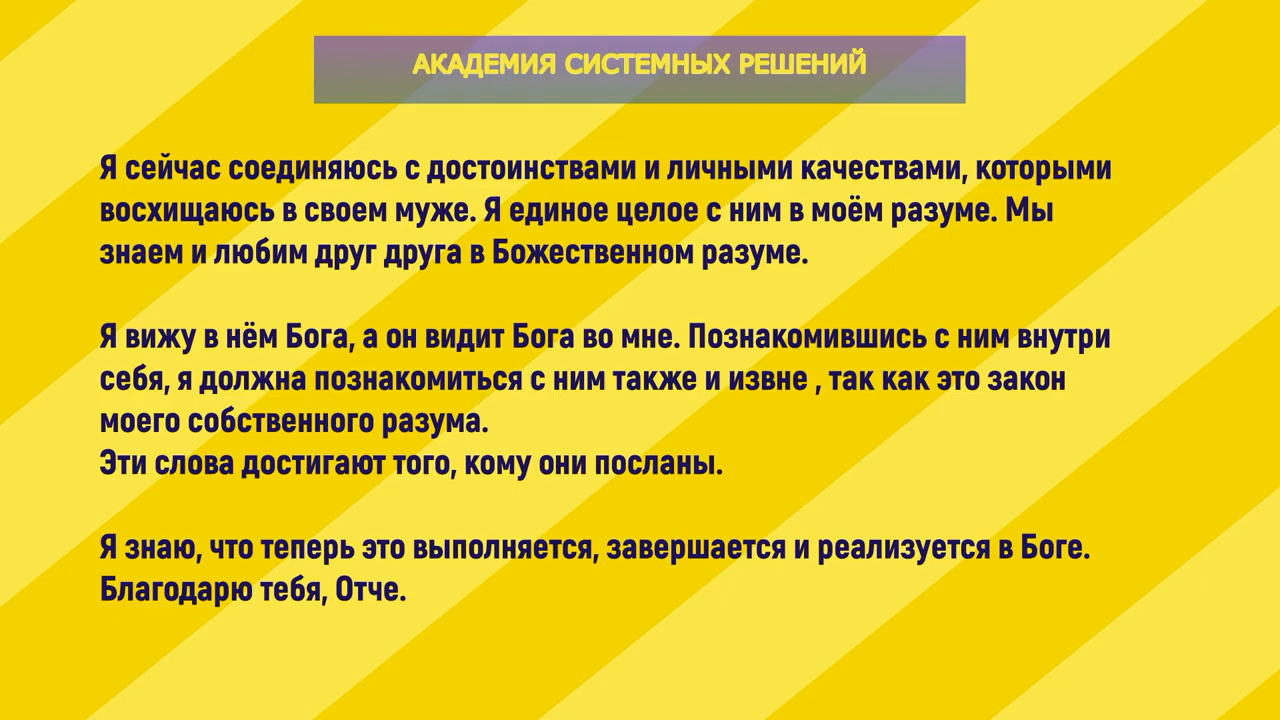 АКАДЕМИЯ СИСТЕМНЫХ РЕШЕНИЙ
Я сейчас соединяюсь с достоинствами и личными качествами, которыми
восхищаюсь в своем муже. Я единое целое с ним в моём разуме. Мы
знаем и любим друг друга в Божественном разуме.
Я вижу в нём Бога, а он видит Бога во мне. Познакомившись с ним внутри
себя, я должна познакомиться с ним также и извне , так как это закон
моего собственного разума.
Эти слова достигают того, кому они посланы.
Я знаю, что теперь это выполняется, завершается и реализуется в Боге.
Благодарю тебя, Отче.